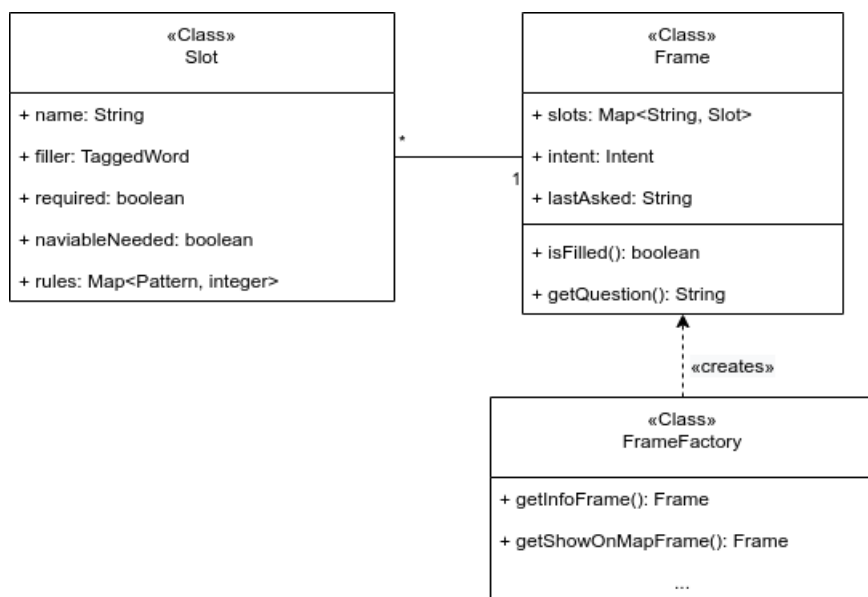 «Class»
Slot
+ name: String
+ filler: TaggedWord
+ required: boolean
+ naviableNeeded: boolean
+ rules: Map<Pattern, integer>
*
1
«Class»
Frame
+ slots: Map<String, Slot>
+ intent: Intent
+ lastAsked: String
+ isFilled(): boolean
+ getQuestion(): String
«creates»
«Class»
FrameFactory
+ getInfoFrame(): Frame
+ getShowOnMapFrame(): Frame
...